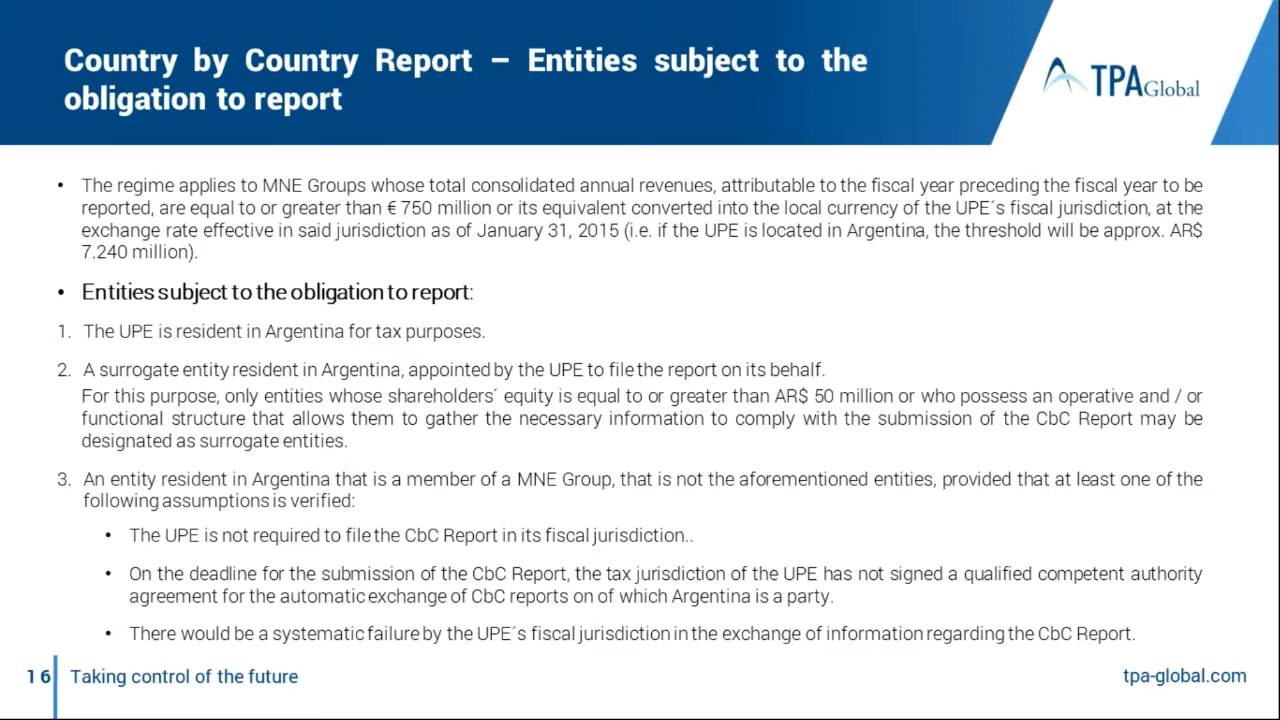 Country by Country Report – Entities subject to the
obligation to report
TPA Global
• The regime applies to MNE Groups whose total consolidated annual revenues, attributable to the fiscal year preceding the fiscal year to be
reported, are equal to or greater than € 750 million or its equivalent converted into the local currency of the UPE´s fiscal jurisdiction, at the
exchange rate effective in said jurisdiction as of January 31, 2015 (i.e. if the UPE is located in Argentina, the threshold will be approx. AR$
7.240 million).
• Entities subject to the obligation to report:
1. The UPE is resident in Argentina for tax purposes.
2. A surrogate entity resident in Argentina, appointed by the UPE to file the report on its behalf.
For this purpose, only entities whose shareholders´ equity is equal to or greater than AR$ 50 million or who possess an operative and / or
functional structure that allows them to gather the necessary information to comply with the submission of the CbC Report may be
designated as surrogate entities.
3. An entity resident in Argentina that is a member of a MNE Group, that is not the aforementioned entities, provided that at least one of the
following assumptions is verified:
• The UPE is not required to file the CbC Report in its fiscal jurisdiction..
• On the deadline for the submission of the CbC Report, the tax jurisdiction of the UPE has not signed a qualified competent authority
agreement for the automatic exchange of CbC reports on of which Argentina is a party.
• There would be a systematic failure by the UPE´s fiscal jurisdiction in the exchange of information regarding the CbC Report.
16 Taking control of the future
tpa-global.com